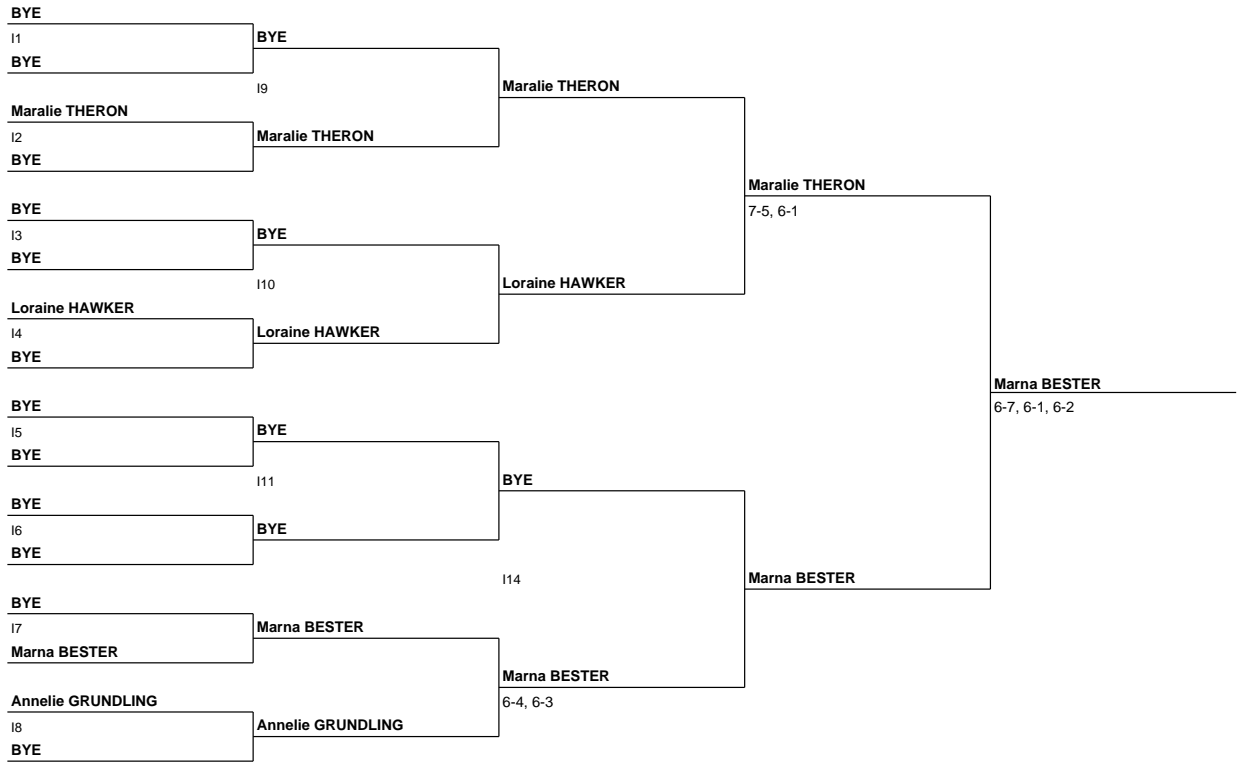 BYE
I1
BYE
BYE
I9
Maralie THERON
I2
BYE
Maralie THERON
Maralie THERON
BYE
I3
BYE
BYE
I10
Loraine HAWKER
I4
BYE
Loraine HAWKER
Loraine HAWKER
Maralie THERON
7-5, 6-1
BYE
I5
BYE
BYE
I11
BYE
I6
BYE
BYE
BYE
I14
BYE
I7
Marna BESTER
Marna BESTER
Annelie GRUNDLING
I8
BYE
Annelie GRUNDLING
Marna BESTER
6-4, 6-3
Marna BESTER
Marna BESTER
6-7, 6-1, 6-2